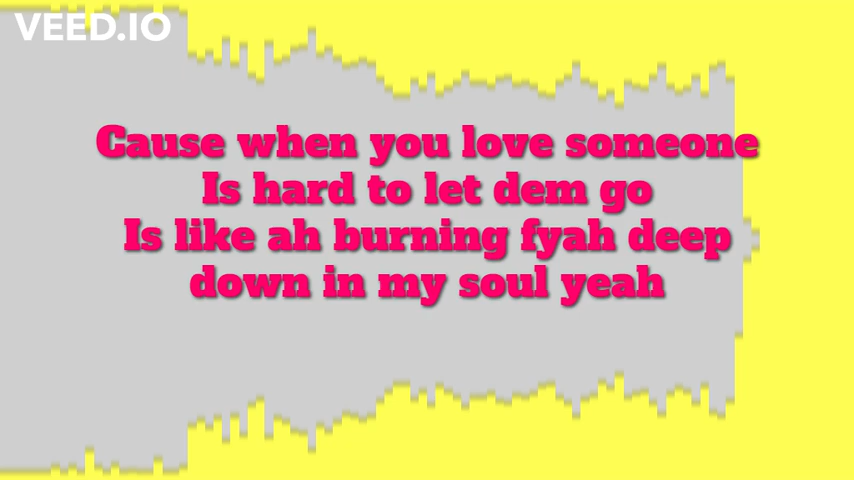 VEED.IO
Cause when you love someone
Is hard to let dem go
Is like ah burning fyah deep
down in my soul yeah